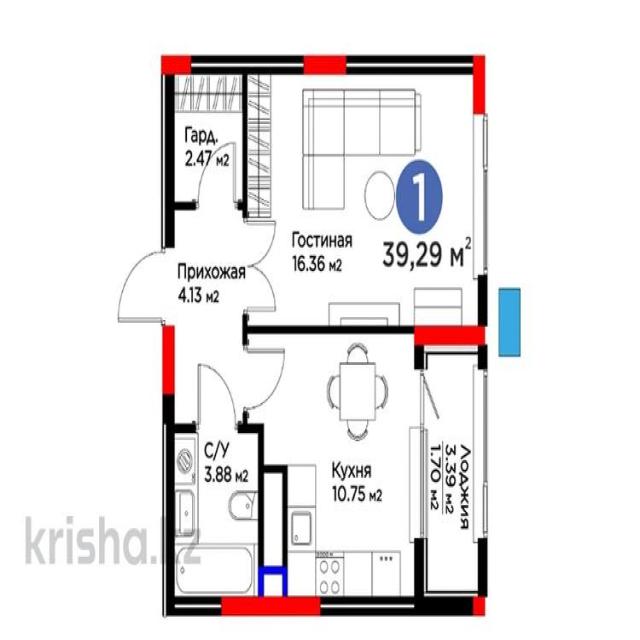 Гард.
2.47 м2
1
39,29 м2
Гостиная
16.36 м2
Прихожая
4.13 м2
С/У
3.88 м2
Кухня
10.75 м2
Лоджия
3.39 м2
1.70 м2
krisha.kz